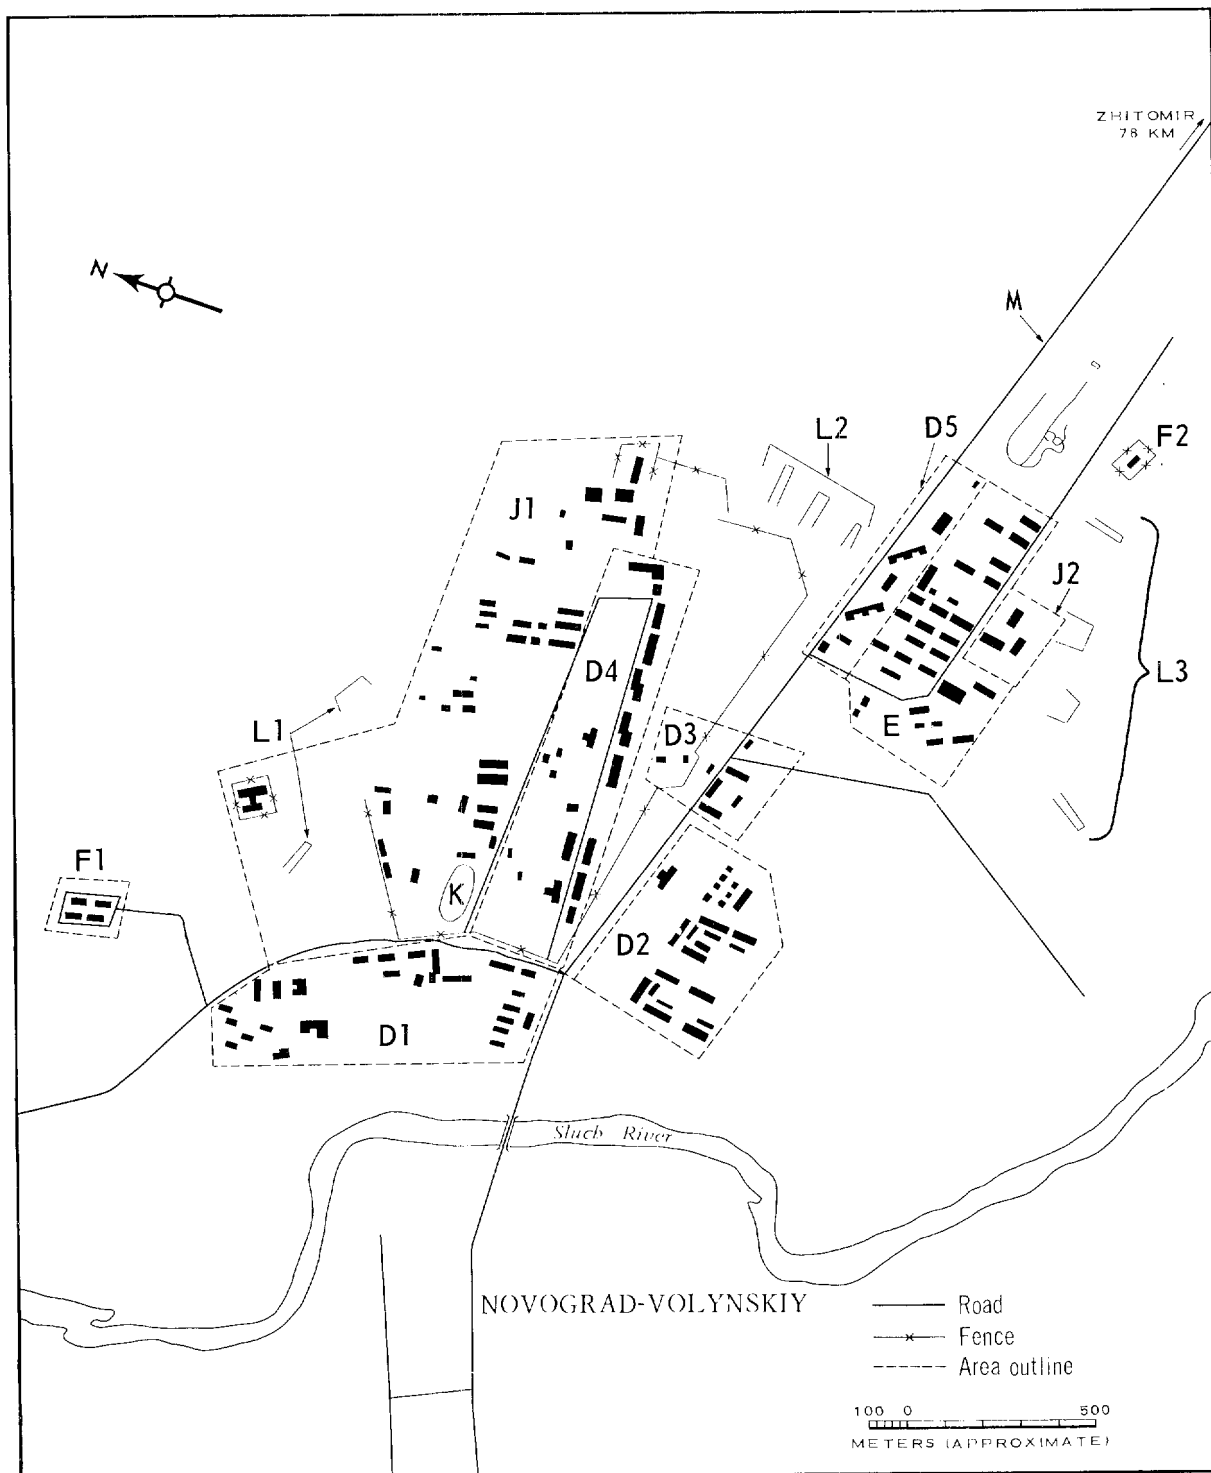 ZHITOMIR
78 KM
N
M
L2
D5
F2
J1
J2
D4
L3
L1
D3
E
F1
K
D2
D1
Sluch River
NOVOGRAD-VOLYNSKIY
Road
Fence
Area outline
100 0 500
METERS (APPROXIMATE)